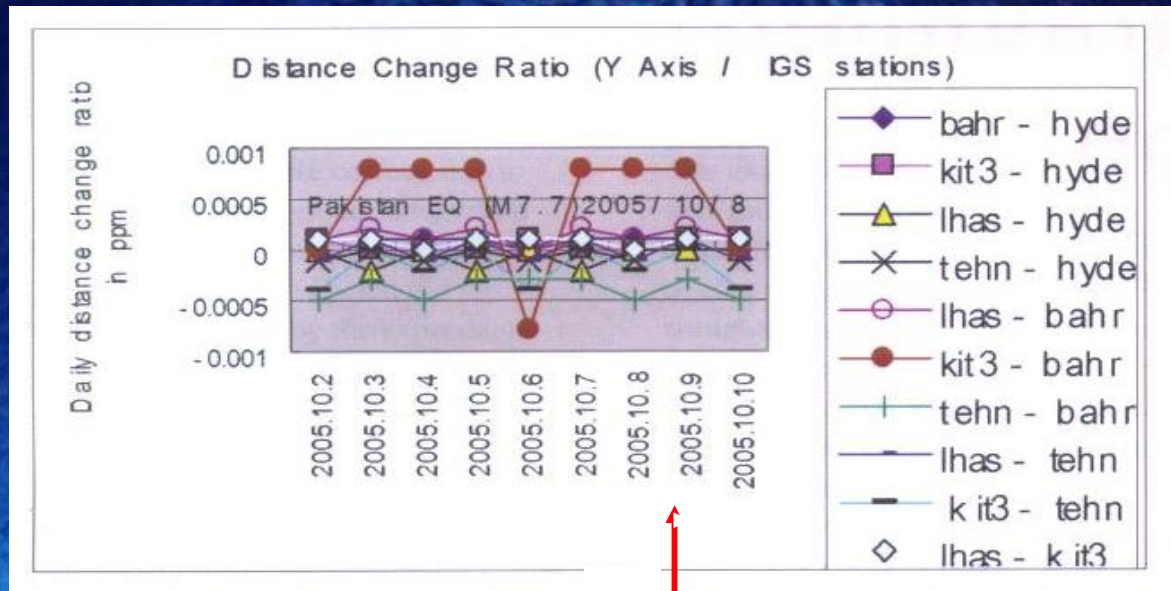 Distance Change Ratio (Y Axis / IGS stations)
Daily distance change ratio
in ppm
0.001
0.0005
0
-0.0005
-0.001
Pakistan EQ (M7.7)2005/10/8
2005.10.2
2005.10.3
2005.10.4
2005.10.5
2005.10.6
2005.10.7
2005.10.8
2005.10.9
2005.10.10
bahr - hyde
kit3 - hyde
lhas - hyde
tehn - hyde
lhas - bahr
kit3 - bahr
tehn - bahr
lhas - tehn
kit3 - tehn
lhas - kit3